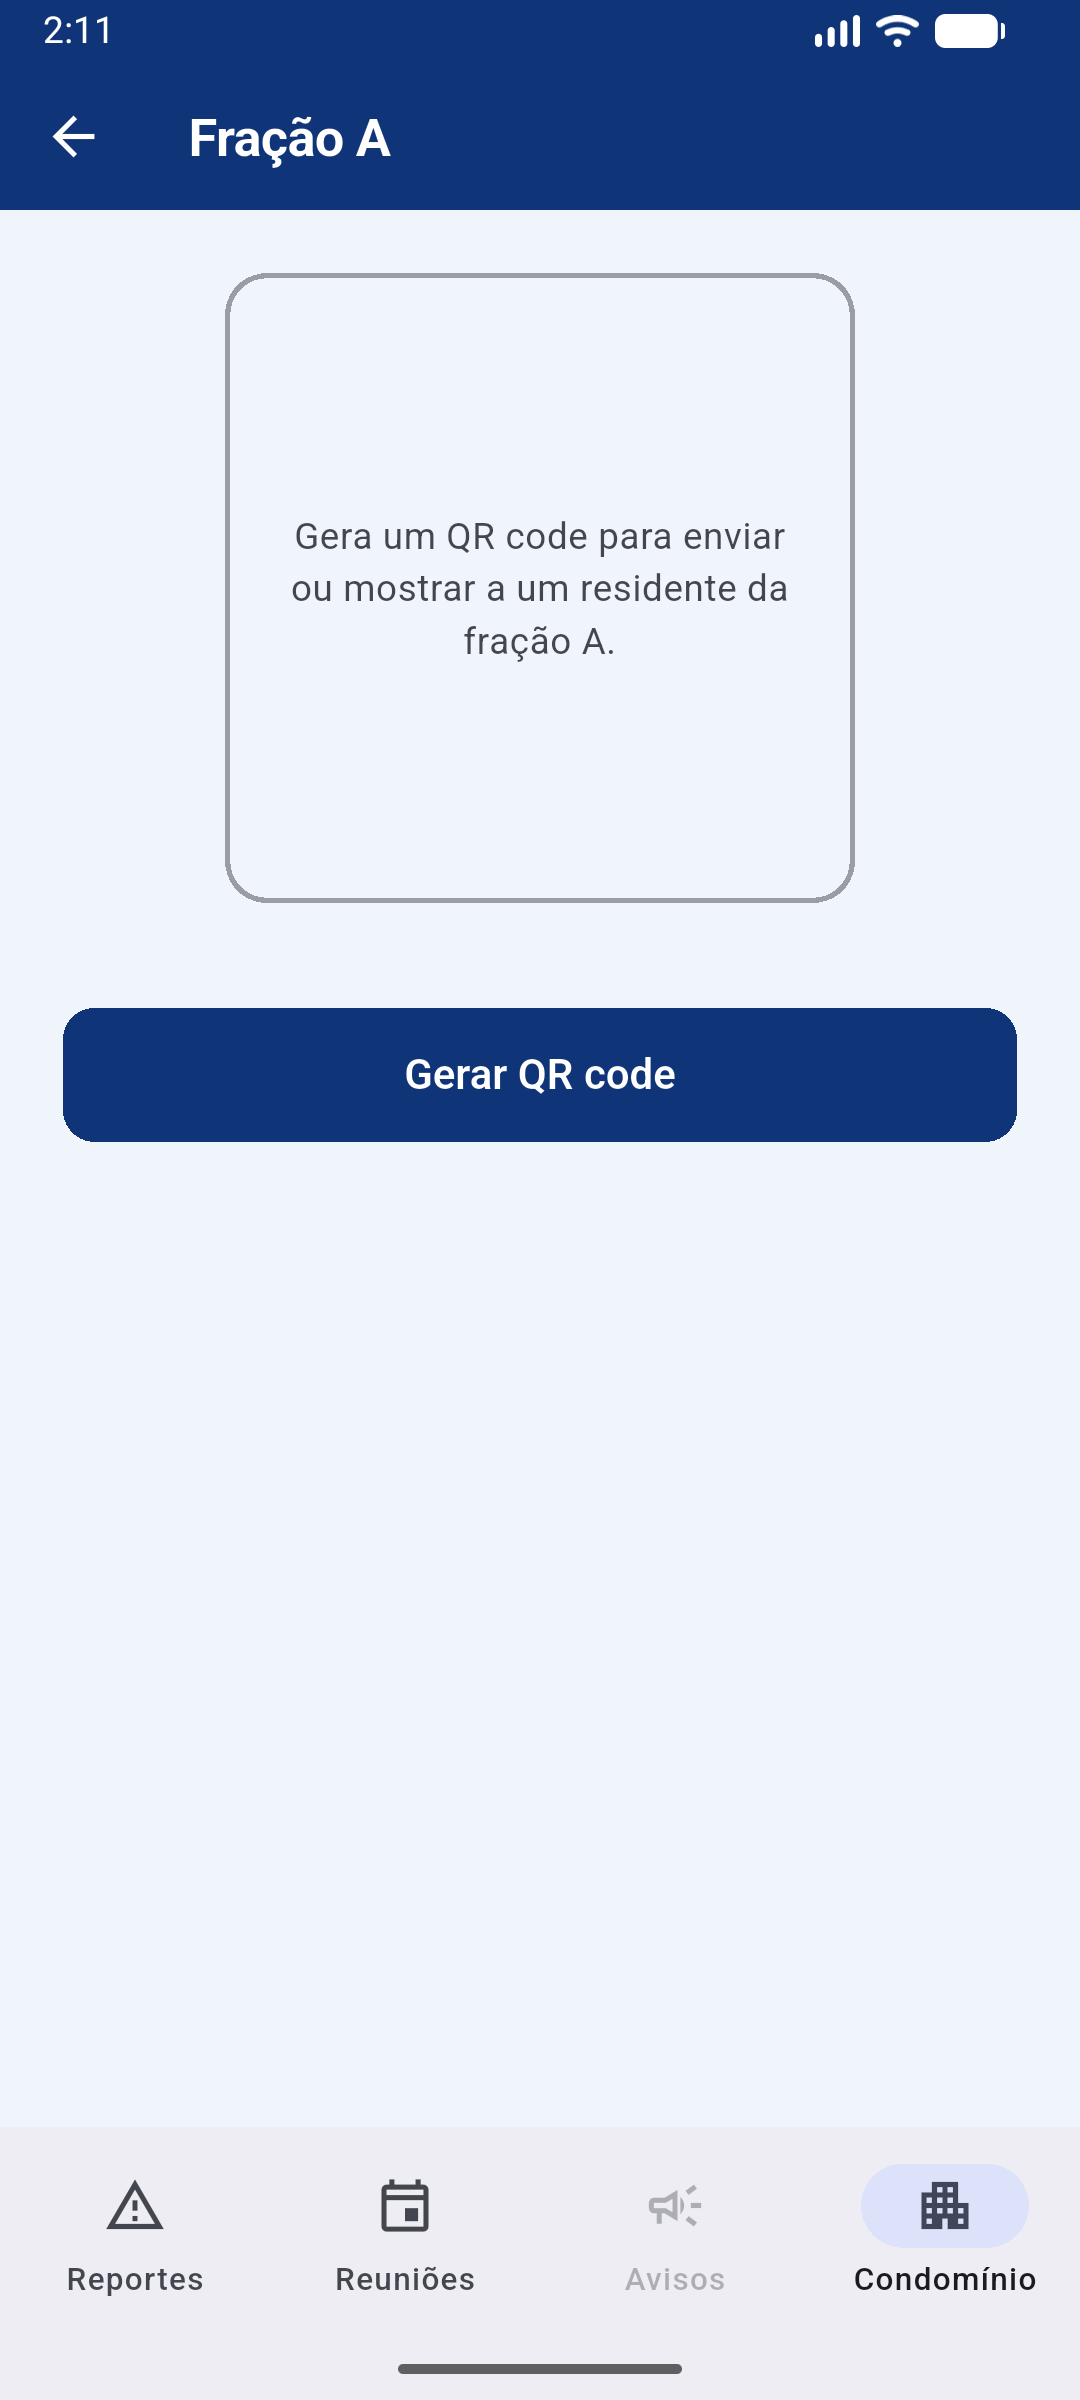 2:11
Fração A
Gera um QR code para enviar
ou mostrar a um residente da
fração A.
Gerar QR code
Reportes
Reuniões
Avisos
Condomínio